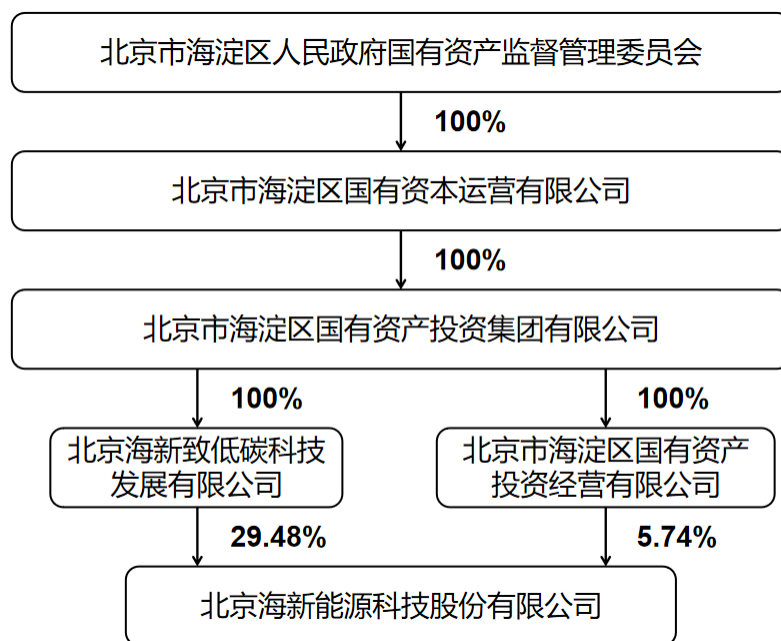 北京市海淀区人民政府国有资产监督管理委员会
100%
北京市海淀区国有资本运营有限公司
100%
北京市海淀区国有资产投资集团有限公司
100%
100%
北京海新致低碳科技
发展有限公司
北京市海淀区国有资产
投资经营有限公司
29.48%
5.74%
北京海新能源科技股份有限公司